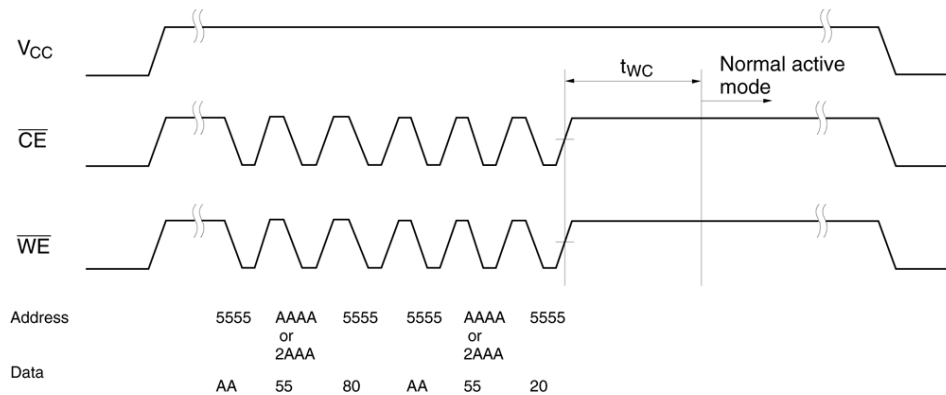 VCC
tWC
Normal active
mode
CE
WE
Address 5555 AAAA 5555 5555 AAAA 5555
or or
2AAA 2AAA
Data
AA 55 80 AA 55 20